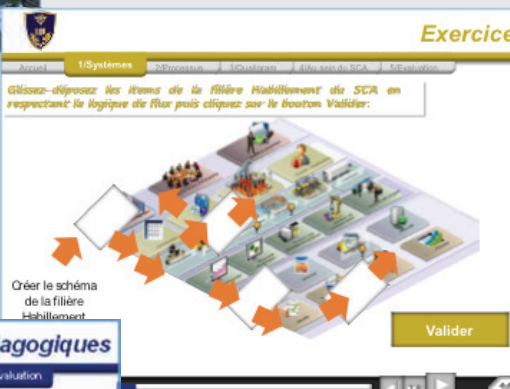 Exercice
Accueil 1/Systèmes 2/Processus 3/Qualigram 4/Au sein du SCA 5/Evaluation
Glissez-déposez les items de la filière Habillement du SCA en
respectant la logique de flux puis cliquez sur le bouton Valider.
Créer le schéma
de la filière
Habillement
Valider
agogiques
valuation